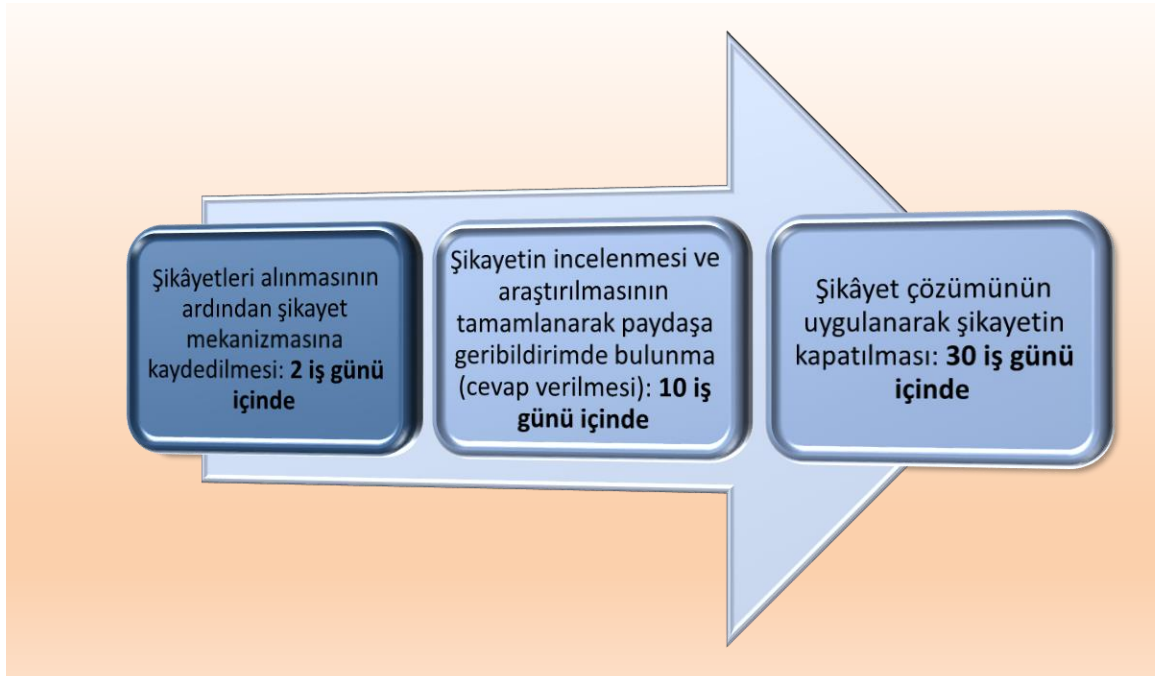 Şikâyetleri alınmasının
ardından şikayet
mekanizmasına
kaydedilmesi: 2 iş günü
içinde
Şikayetin incelenmesi ve
araştırılmasının
tamamlanarak paydaşa
geribildirimde bulunma
(cevap verilmesi): 10 iş
günü içinde
Şikâyet çözümünün
uygulanarak şikayetin
kapatılması: 30 iş günü
içinde